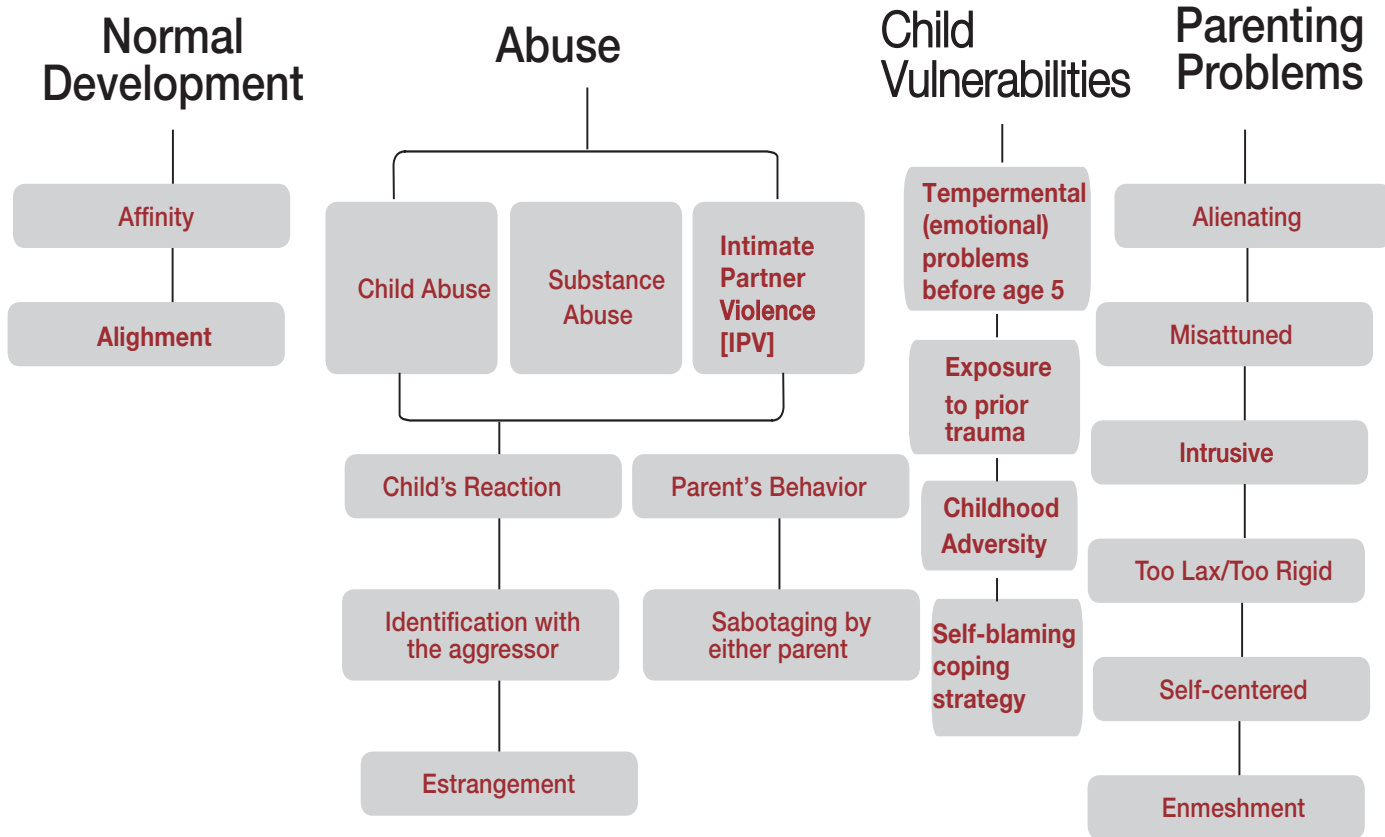 Normal
Development
Affinity
Alighment
Abuse
Child Abuse
Substance
Abuse
Intimate
Partner
Violence
[IPV]
Child's Reaction
Parent's Behavior
Identification with
the aggressor
Sabotaging by
either parent
Estrangement
Child
Vulnerabilities
Tempermental
(emotional)
problems
before age 5
Exposure
to prior
trauma
Childhood
Adversity
Self-blaming
coping
strategy
Parenting
Problems
Alienating
Misattuned
Intrusive
Too Lax/Too Rigid
Self-centered
Enmeshment